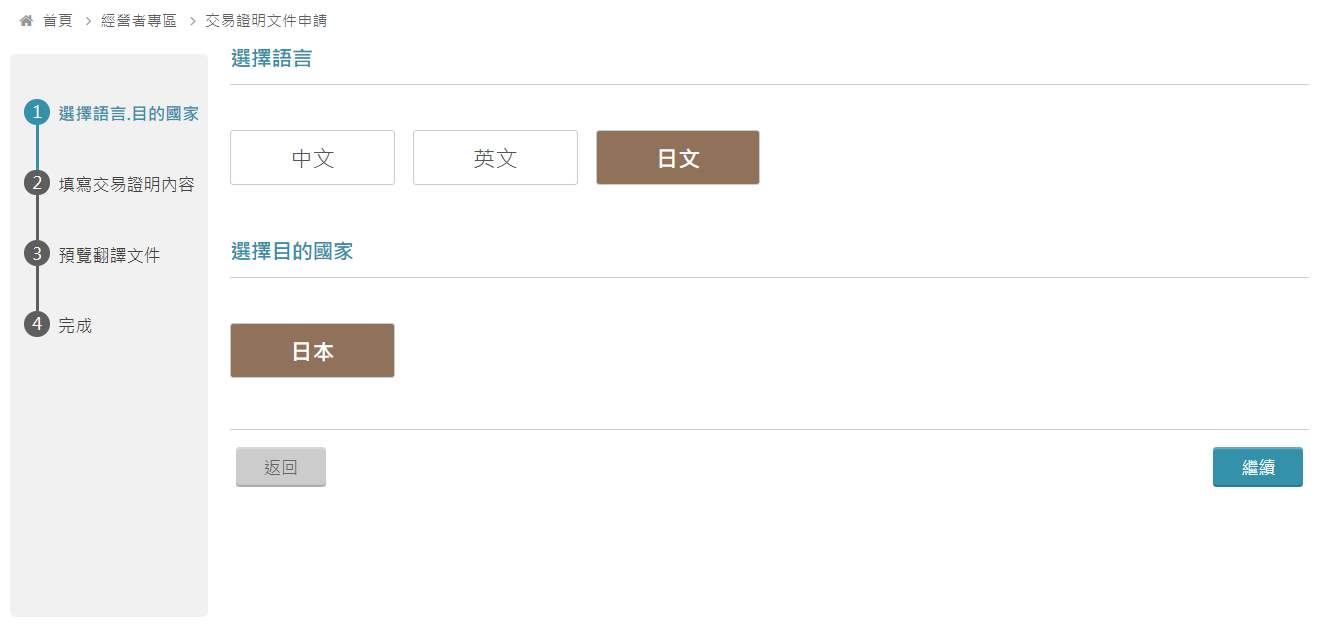 首頁 > 經營者專區 > 交易證明文件申請
1 選擇語言.目的國家
2 填寫交易證明內容
3 預覽翻譯文件
4 完成
選擇語言
中文 英文 日文
選擇目的國家
日本
返回 繼續